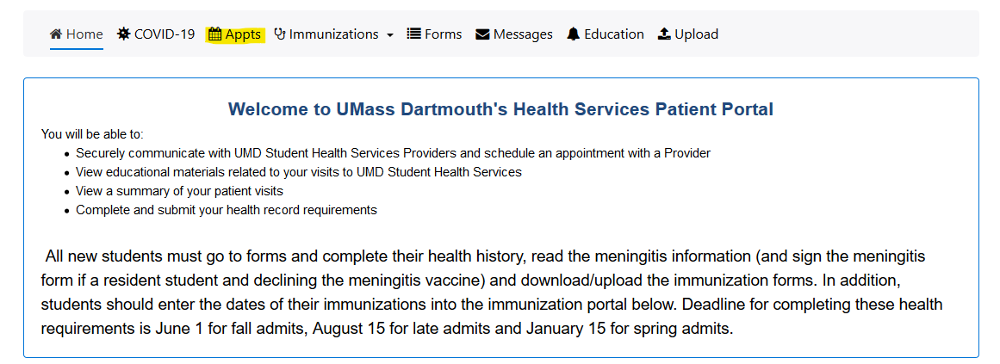 Home COVID-19 Appts Immunizations Forms Messages Education Upload
Welcome to UMass Dartmouth's Health Services Patient Portal
You will be able to:
• Securely communicate with UMD Student Health Services Providers and schedule an appointment with a Provider
• View educational materials related to your visits to UMD Student Health Services
• View a summary of your patient visits
• Complete and submit your health record requirements
All new students must go to forms and complete their health history, read the meningitis information (and sign the meningitis
form if a resident student and declining the meningitis vaccine) and download/upload the immunization forms. In addition,
students should enter the dates of their immunizations into the immunization portal below. Deadline for completing these health
requirements is June 1 for fall admits, August 15 for late admits and January 15 for spring admits.